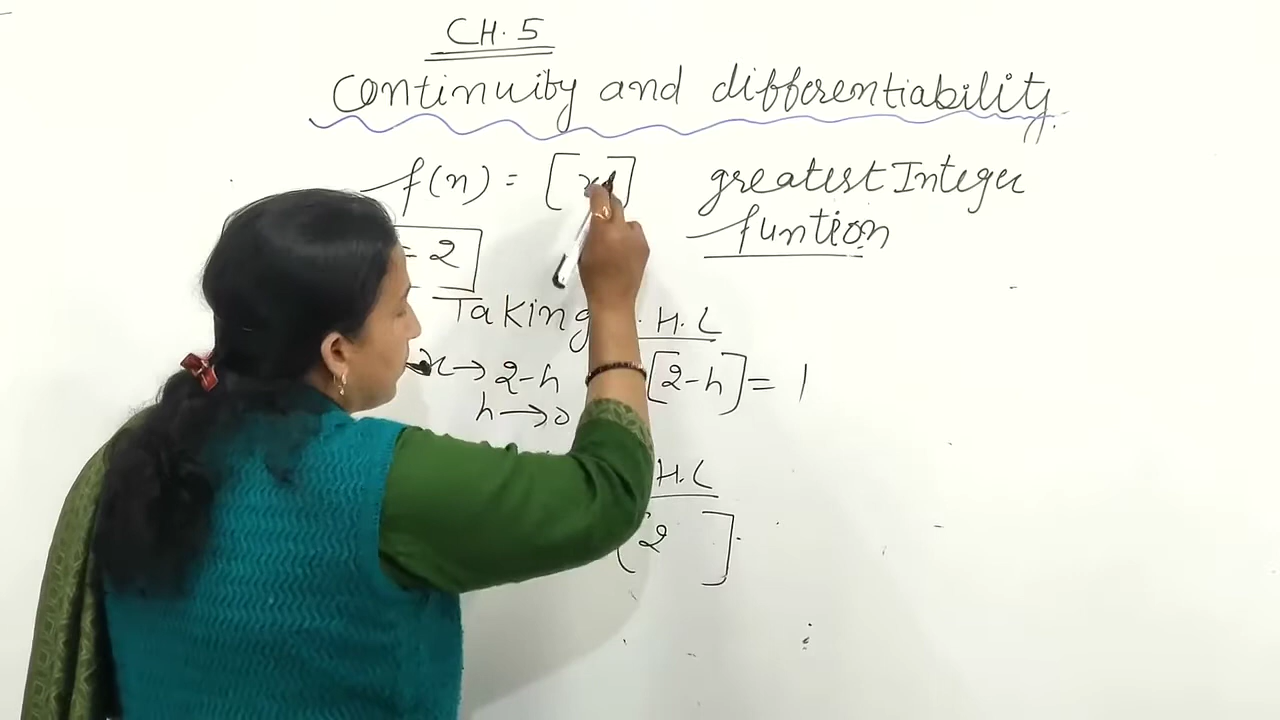 CH. 5
Continuity and differentiability.
f(n) = [x] greatest Integer
funtion
= 2
Taking . H. L
x → 2-h [2-h] = 1
h → 0
H. L
[2 ]